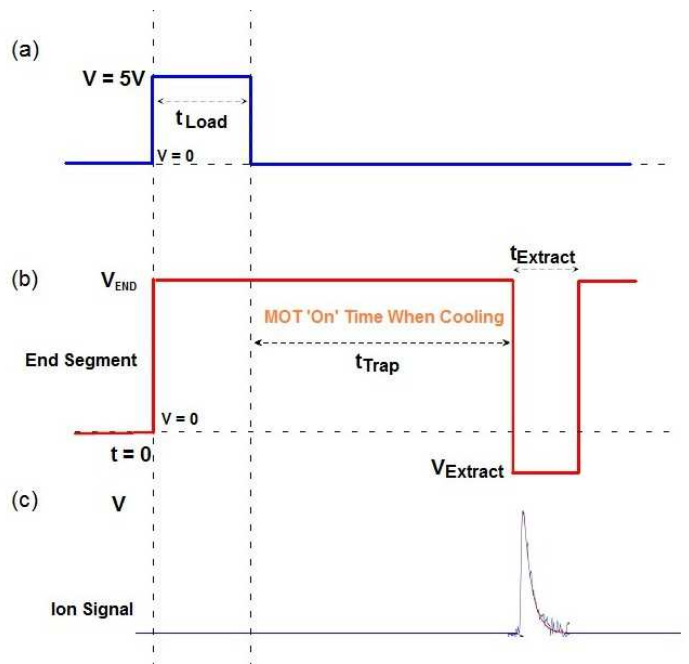 (a)
V = 5V
tLoad
V = 0
(b)
VEND
tExtract
MOT 'On' Time When Cooling
tTrap
End Segment
V = 0
t = 0
VExtract
(c)
V
Ion Signal